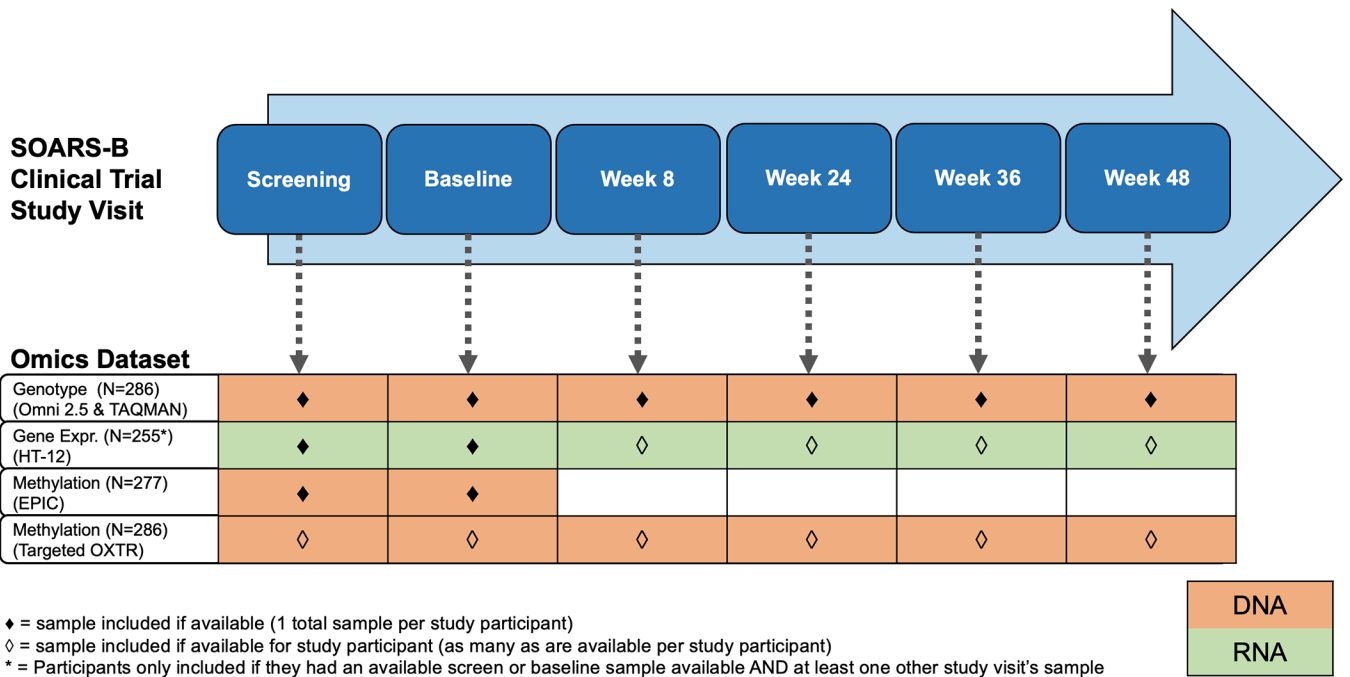 SOARS-B
Clinical Trial
Study Visit
Screening
Baseline
Week 8
Week 24
Week 36
Week 48
Omics Dataset
Genotype (N=286)
(Omni 2.5 & TAQMAN)
♦ ♦ ♦ ♦ ♦ ♦
Gene Expr. (N=255*)
(HT-12)
♦ ♦ ◊ ◊ ◊ ◊
Methylation (N=277)
(EPIC)
♦ ♦
Methylation (N=286)
(Targeted OXTR)
◊ ◊ ◊ ◊ ◊ ◊
♦ = sample included if available (1 total sample per study participant)
◊ = sample included if available for study participant (as many as are available per study participant)
* = Participants only included if they had an available screen or baseline sample available AND at least one other study visit's sample
DNA
RNA